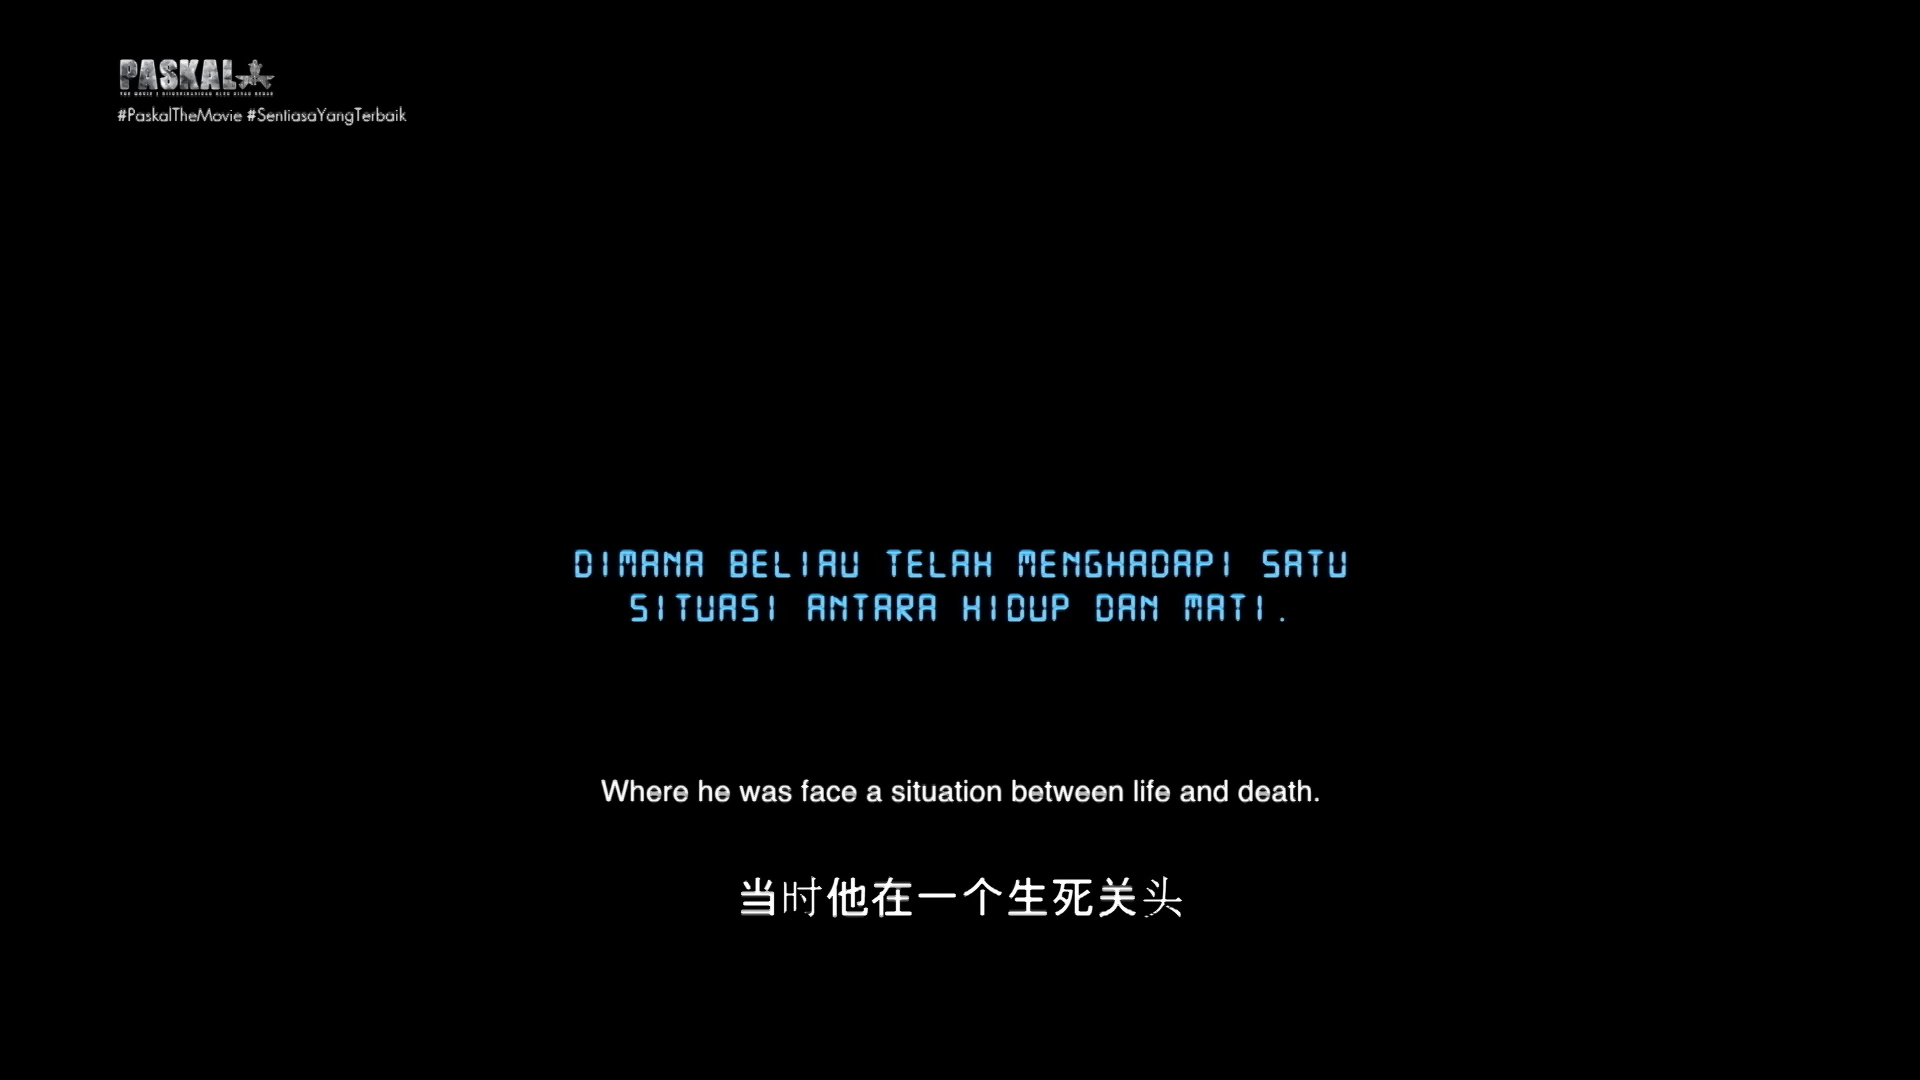 PASKAL
#PaskalTheMovie #SentiasaYangTerbaik
DIMANA BELIAU TELAH MENGHADAPI SATU
SITUASI ANTARA HIDUP DAN MATI.
Where he was face a situation between life and death.
当时他在一个生死关头